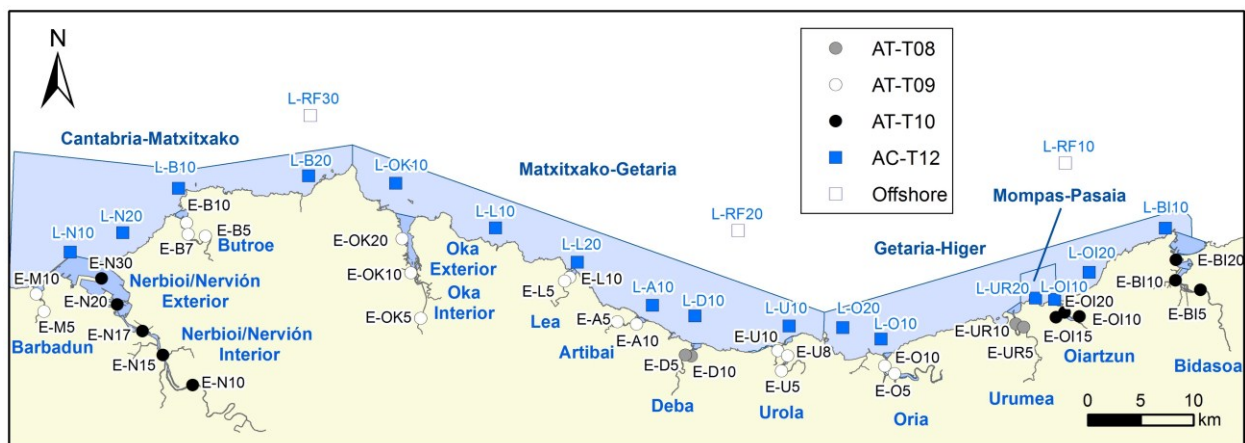 N
AT-T08
AT-T09
AT-T10
AC-T12
Offshore
L-RF30
L-RF10
L-RF20
Cantabria-Matxitxako
Matxitxako-Getaria
Mompas-Pasaia
Getaria-Higer
L-B10
L-B20
L-OK10
L-N20
L-N10
L-L10
L-L20
L-A10
L-D10
L-U10
L-O20
L-O10
L-UR20
L-OI10
L-OI20
L-BI10
E-B10
E-B5
E-B7
Butroe
E-M10
E-M5
Barbadun
E-N30
E-N20
E-N17
E-N15
E-N10
Nerbioi/Nervión
Exterior
Nerbioi/Nervión
Interior
E-OK20
E-OK10
E-OK5
Oka
Exterior
Oka
Interior
E-L10
E-L5
Lea
E-A5
E-A10
Artibai
E-D5
E-D10
Deba
E-U10
E-U8
E-U5
Urola
E-O10
E-O5
Oria
E-UR10
E-UR5
Urumea
E-OI20
E-OI10
E-OI15
Oiartzun
E-BI20
E-BI10
E-BI5
Bidasoa
0 5 10
km